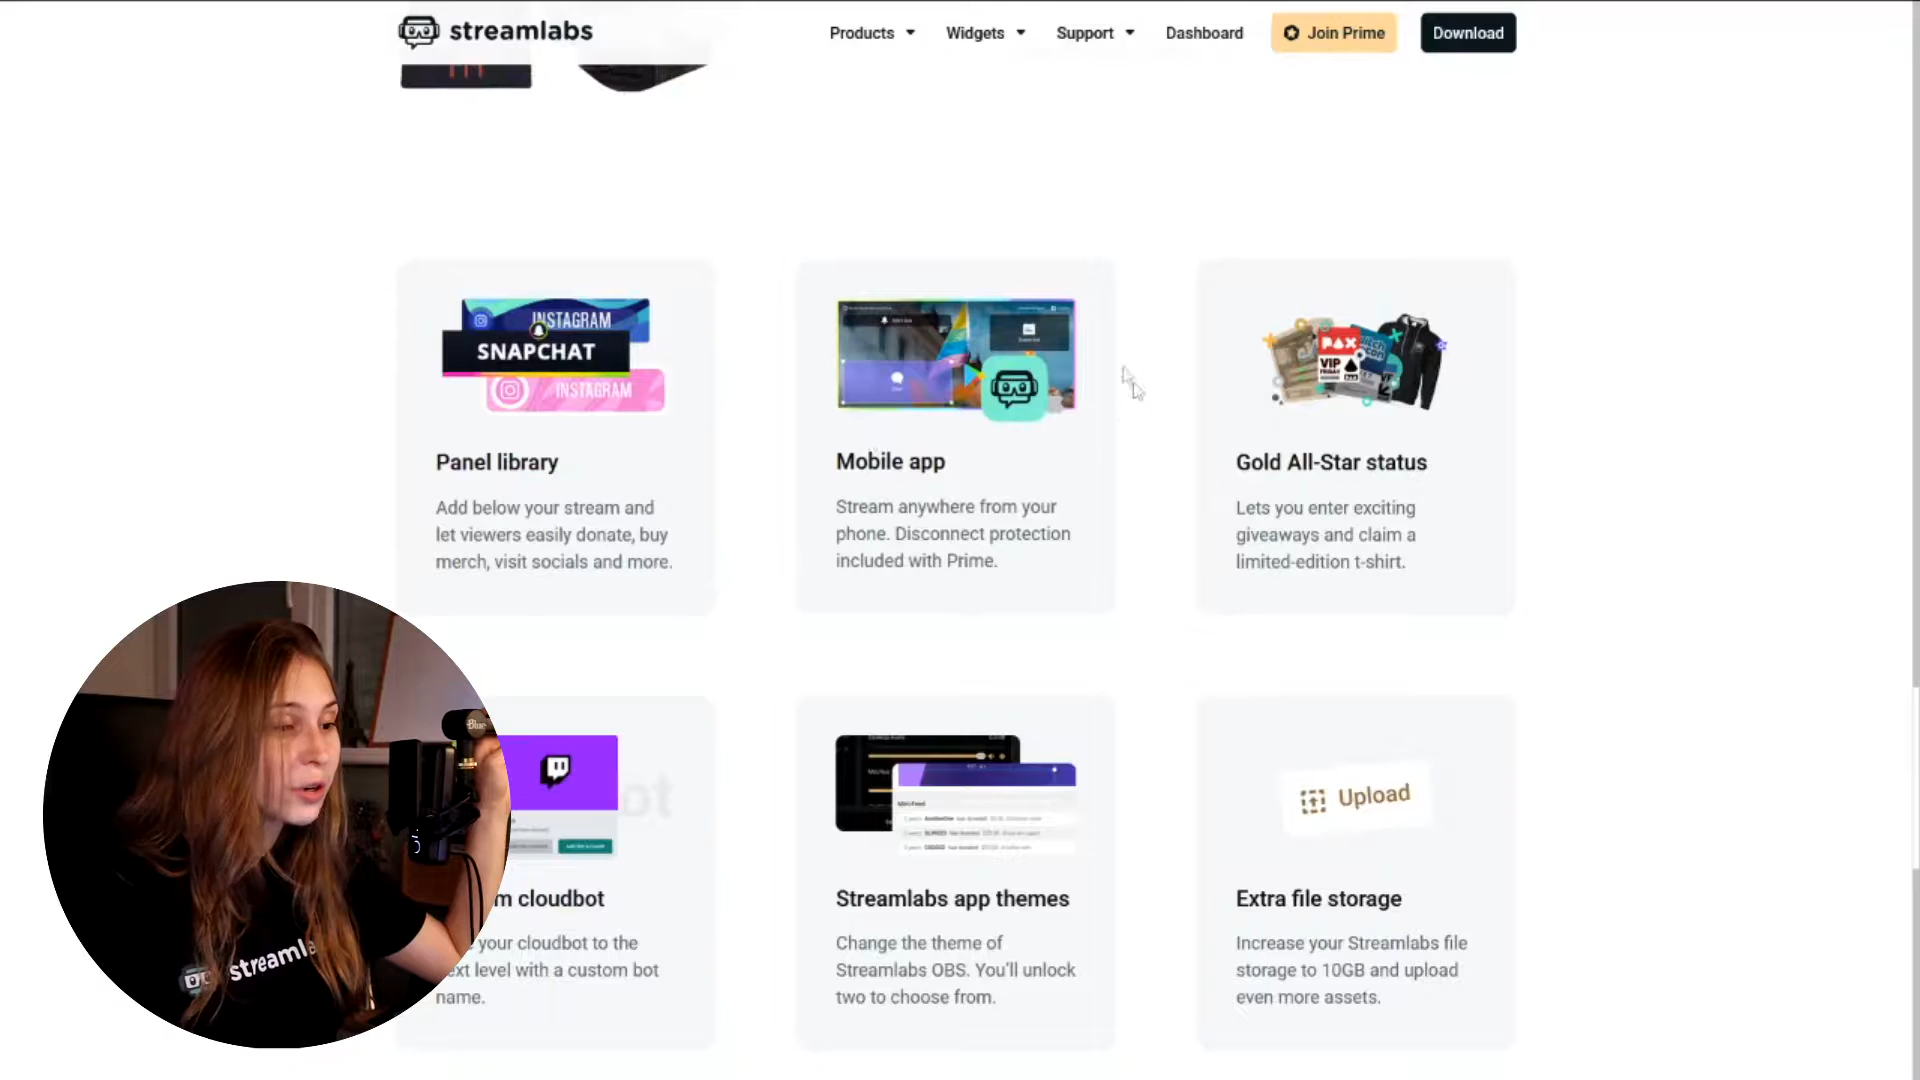 streamlabs
Products
Widgets
Support
Dashboard
Join Prime
Download
INSTAGRAM
SNAPCHAT
INSTAGRAM
PAX
VIP
FRIDAY
Panel library
Add below your stream and
let viewers easily donate, buy
merch, visit socials and more.
Mobile app
Stream anywhere from your
phone. Disconnect protection
included with Prime.
Gold All-Star status
Lets you enter exciting
giveaways and claim a
limited-edition t-shirt.
Blue
streamla
ot
m cloudbot
your cloudbot to the
ext level with a custom bot
name.
Streamlabs app themes
Change the theme of
Streamlabs OBS. You'll unlock
two to choose from.
Upload
Extra file storage
Increase your Streamlabs file
storage to 10GB and upload
even more assets.